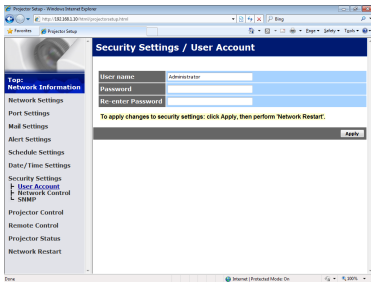 Projector Setup - Windows Internet Explorer
http://192.168.1.10/html/projectorsetup.html
Bing
Favorites
Projector Setup
Page
Safety
Tools
Security Settings / User Account
Top:
Network Information
Network Settings
Port Settings
Mail Settings
Alert Settings
Schedule Settings
Date/Time Settings
Security Settings
User Account
Network Control
SNMP
Projector Control
Remote Control
Projector Status
Network Restart
User name
Administrator
Password
Re-enter Password
To apply changes to security settings: click Apply, then perform 'Network Restart'.
Apply
Done
Internet | Protected Mode: On
100%